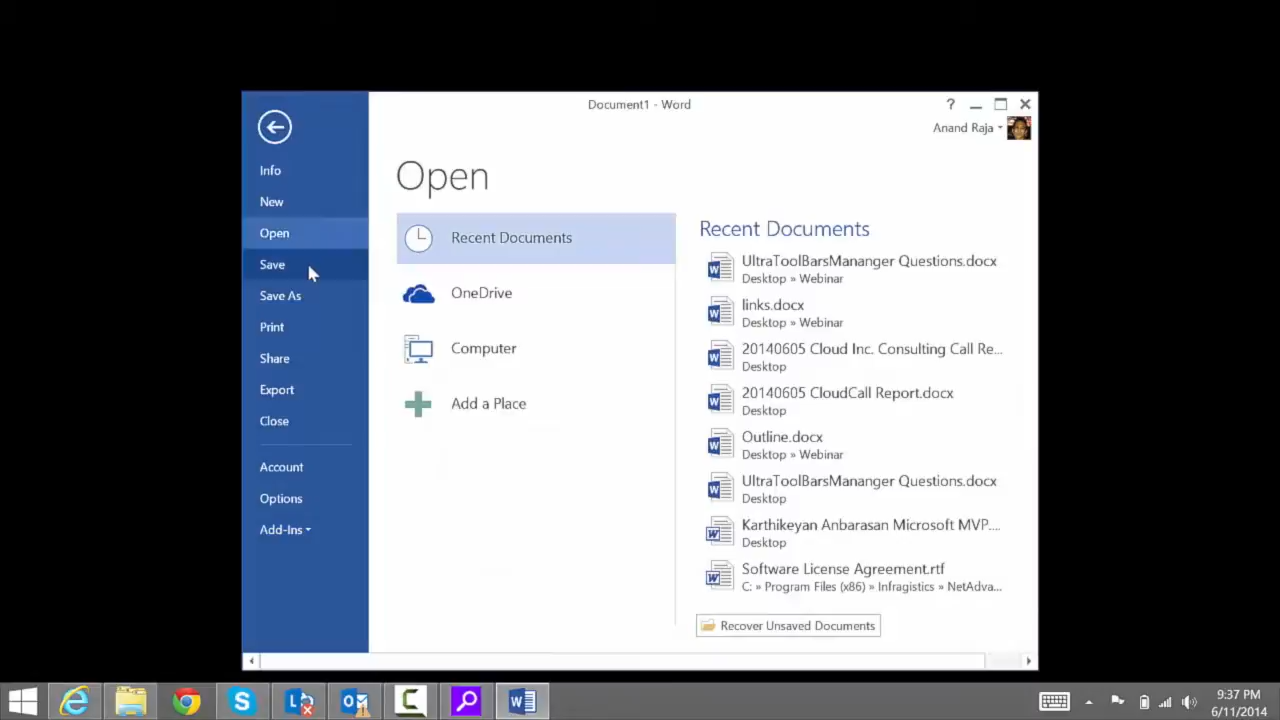 Document1 - Word
?
Anand Raja
Info
New
Open
Save
Save As
Print
Share
Export
Close
Account
Options
Add-Ins
Open
Recent Documents
OneDrive
Computer
Add a Place
Recent Documents
UltraToolBarsMananger Questions.docx
Desktop » Webinar
links.docx
Desktop » Webinar
20140605 Cloud Inc. Consulting Call Re...
Desktop
20140605 CloudCall Report.docx
Desktop
Outline.docx
Desktop » Webinar
UltraToolBarsMananger Questions.docx
Desktop
Karthikeyan Anbarasan Microsoft MVP....
Desktop
Software License Agreement.rtf
C: » Program Files (x86) » Infragistics » NetAdva...
Recover Unsaved Documents
9:37 PM
6/11/2014